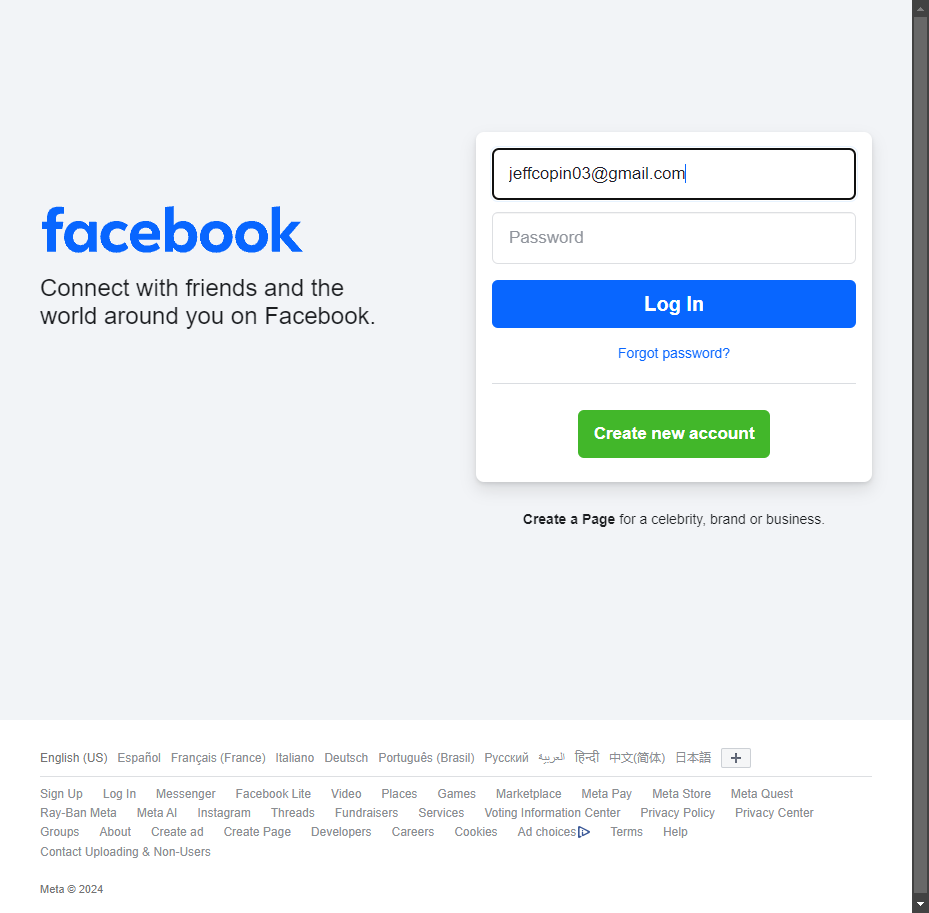 facebook
Connect with friends and the
world around you on Facebook.
jeffcopin03@gmail.com
Password
Log In
Forgot password?
Create new account
Create a Page for a celebrity, brand or business.
English (US) Español Français (France) Italiano Deutsch Português (Brasil) Русский العربية हिन्दी 中文(简体) 日本語
Sign Up Log In Messenger Facebook Lite Video Places Games Marketplace Meta Pay Meta Store Meta Quest
Ray-Ban Meta Meta AI Instagram Threads Fundraisers Services Voting Information Center Privacy Policy Privacy Center
Groups About Create ad Create Page Developers Careers Cookies Ad choices Terms Help
Contact Uploading & Non-Users
Meta © 2024